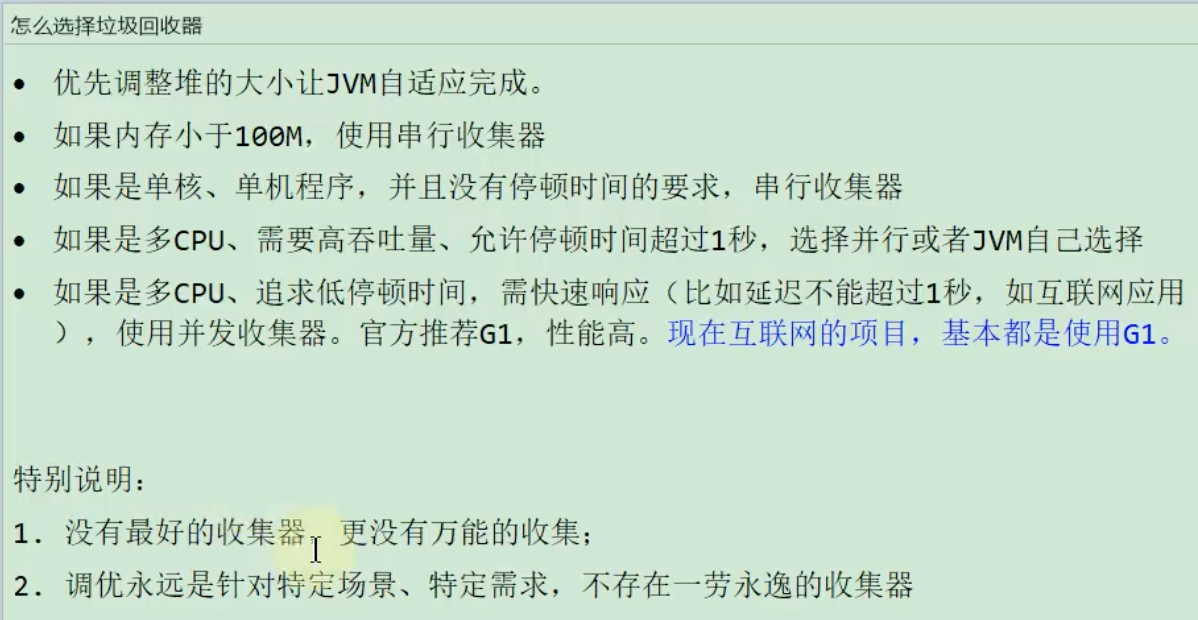 怎么选择垃圾回收器
• 优先调整堆的大小让JVM自适应完成。
• 如果内存小于100M，使用串行收集器
• 如果是单核、单机程序，并且没有停顿时间的要求，串行收集器
• 如果是多CPU、需要高吞吐量、允许停顿时间超过1秒，选择并行或者JVM自己选择
• 如果是多CPU、追求低停顿时间，需快速响应（比如延迟不能超过1秒，如互联网应用
），使用并发收集器。官方推荐G1，性能高。现在互联网的项目，基本都是使用G1。
特别说明：
1. 没有最好的收集器，更没有万能的收集；
2. 调优永远是针对特定场景、特定需求，不存在一劳永逸的收集器